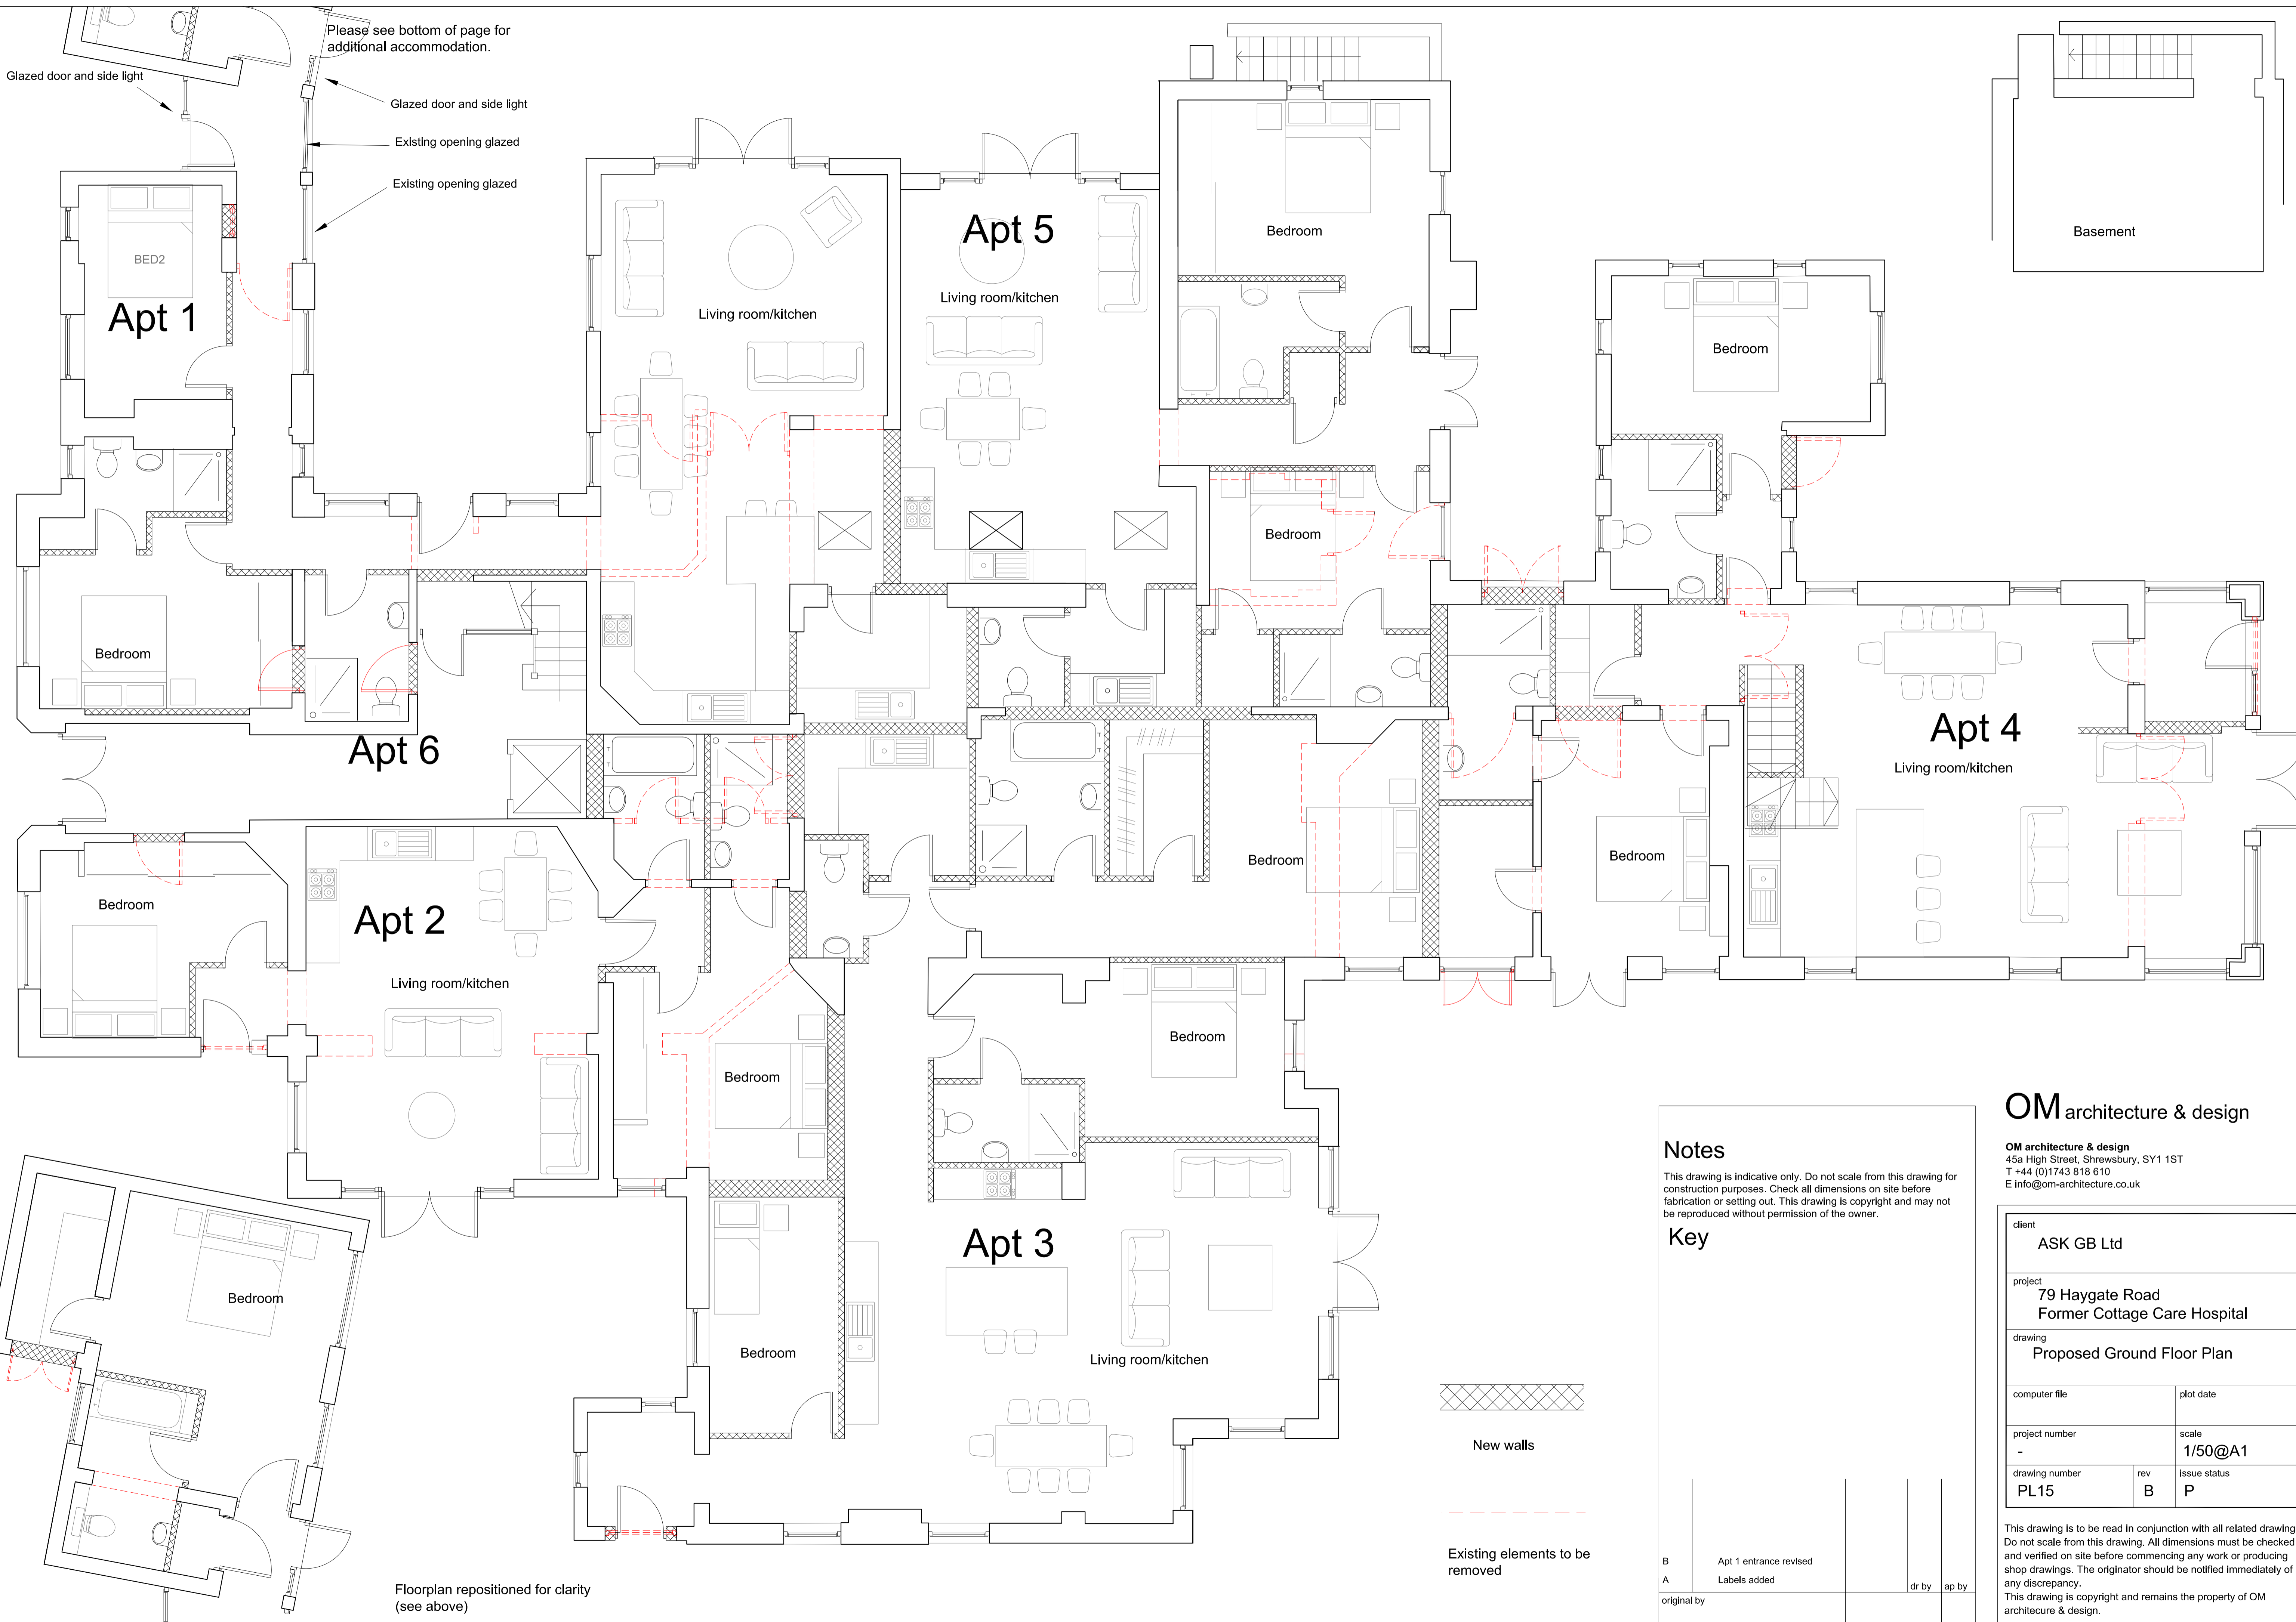 Please see bottom of page for
additional accommodation.
Glazed door and side light
Glazed door and side light
Existing opening glazed
Existing opening glazed
BED2
Apt 1
Living room/kitchen
Apt 5
Living room/kitchen
Bedroom
Basement
Bedroom
Bedroom
Bedroom
Apt 6
Apt 4
Living room/kitchen
Bedroom
Bedroom
Bedroom
Apt 2
Living room/kitchen
Bedroom
Bedroom
Bedroom
Apt 3
Bedroom
Living room/kitchen
Floorplan repositioned for clarity
(see above)
New walls
Existing elements to be
removed
Notes
This drawing is indicative only. Do not scale from this drawing for
construction purposes. Check all dimensions on site before
fabrication or setting out. This drawing is copyright and may not
be reproduced without permission of the owner.
Key
B Apt 1 entrance revised
A Labels added
dr by ap by
original by
OM architecture & design
OM architecture & design
45a High Street, Shrewsbury, SY1 1ST
T +44 (0)1743 818 610
E info@om-architecture.co.uk
client
ASK GB Ltd
project
79 Haygate Road
Former Cottage Care Hospital
drawing
Proposed Ground Floor Plan
computer file plot date
project number scale
- 1/50@A1
drawing number rev issue status
PL15 B P
This drawing is to be read in conjunction with all related drawing
Do not scale from this drawing. All dimensions must be checked
and verified on site before commencing any work or producing
shop drawings. The originator should be notified immediately of
any discrepancy.
This drawing is copyright and remains the property of OM
architecure & design.